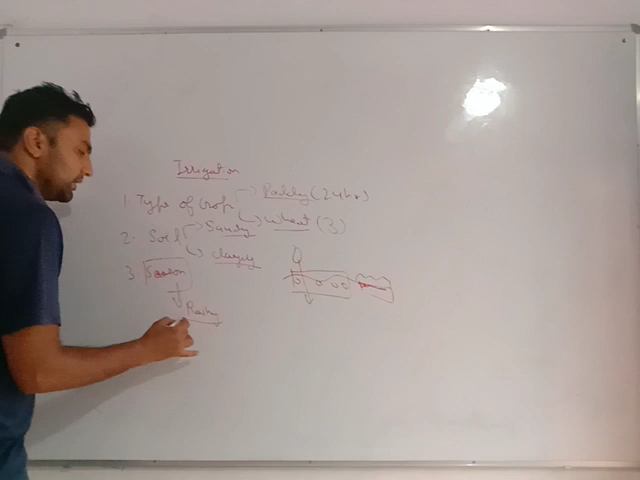 Irrigation
1. Type of crop → Paddy (24hr)
↳ wheat (3)
2. Soil → Sandy
↳ clayey
3. Season
↓
Rainy